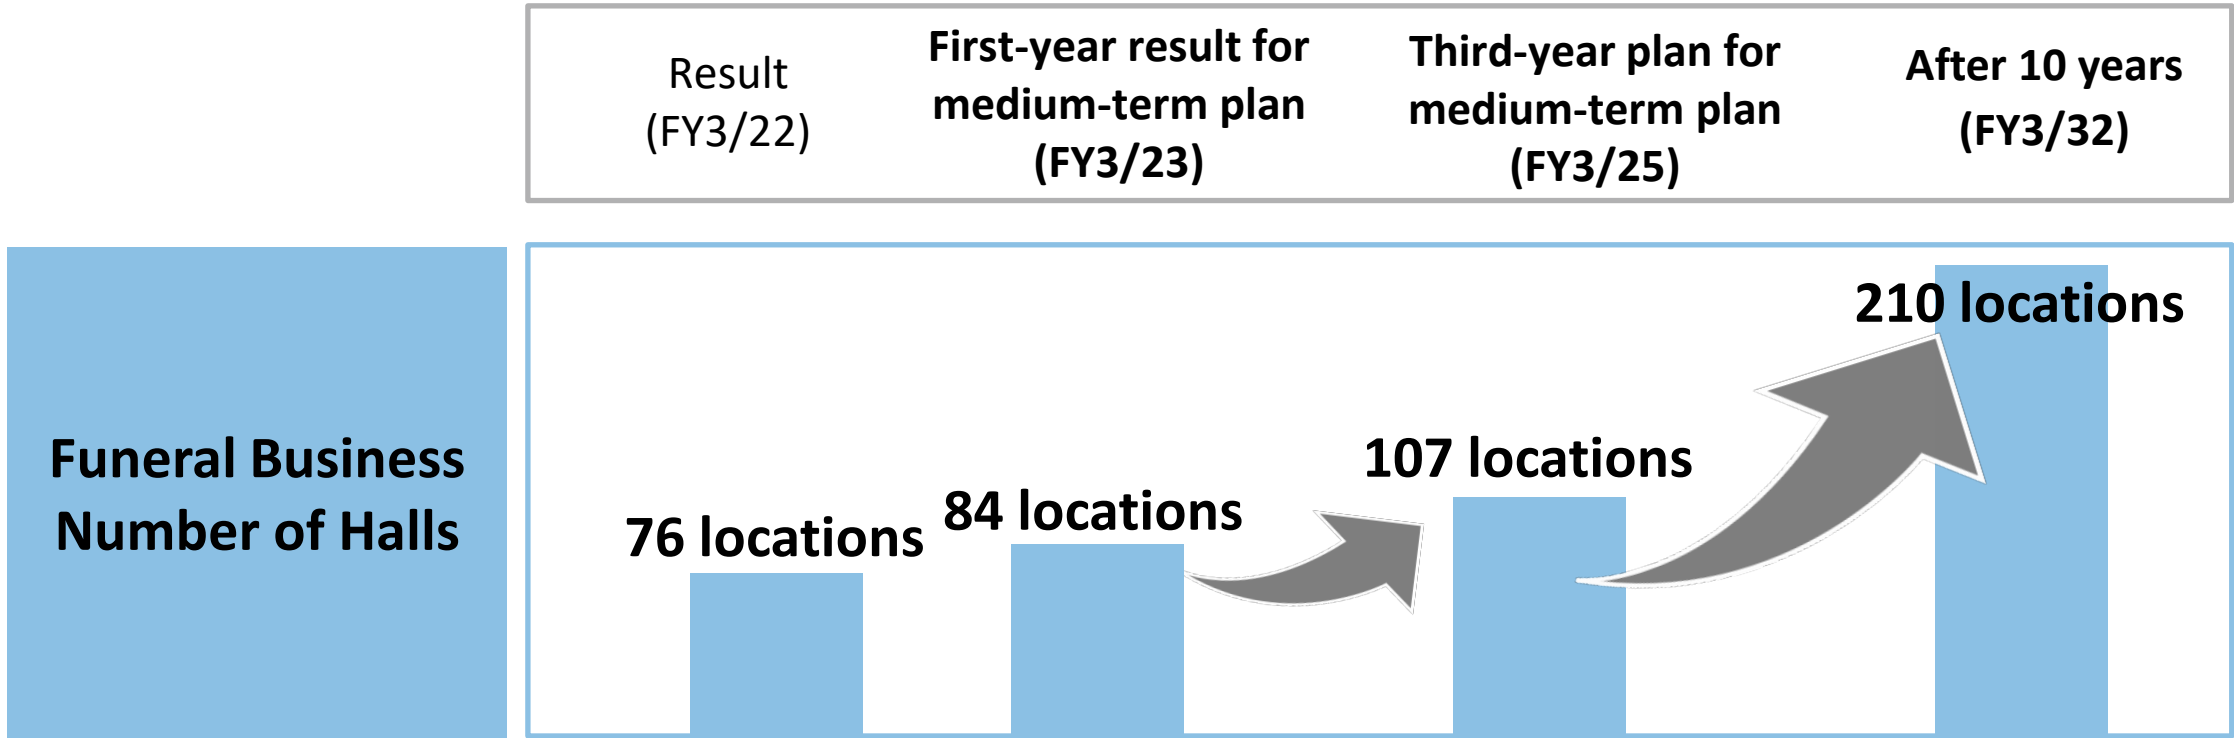 Result
(FY3/22)
First-year result for
medium-term plan
(FY3/23)
Third-year plan for
medium-term plan
(FY3/25)
After 10 years
(FY3/32)
Funeral Business
Number of Halls
76 locations
84 locations
107 locations
210 locations